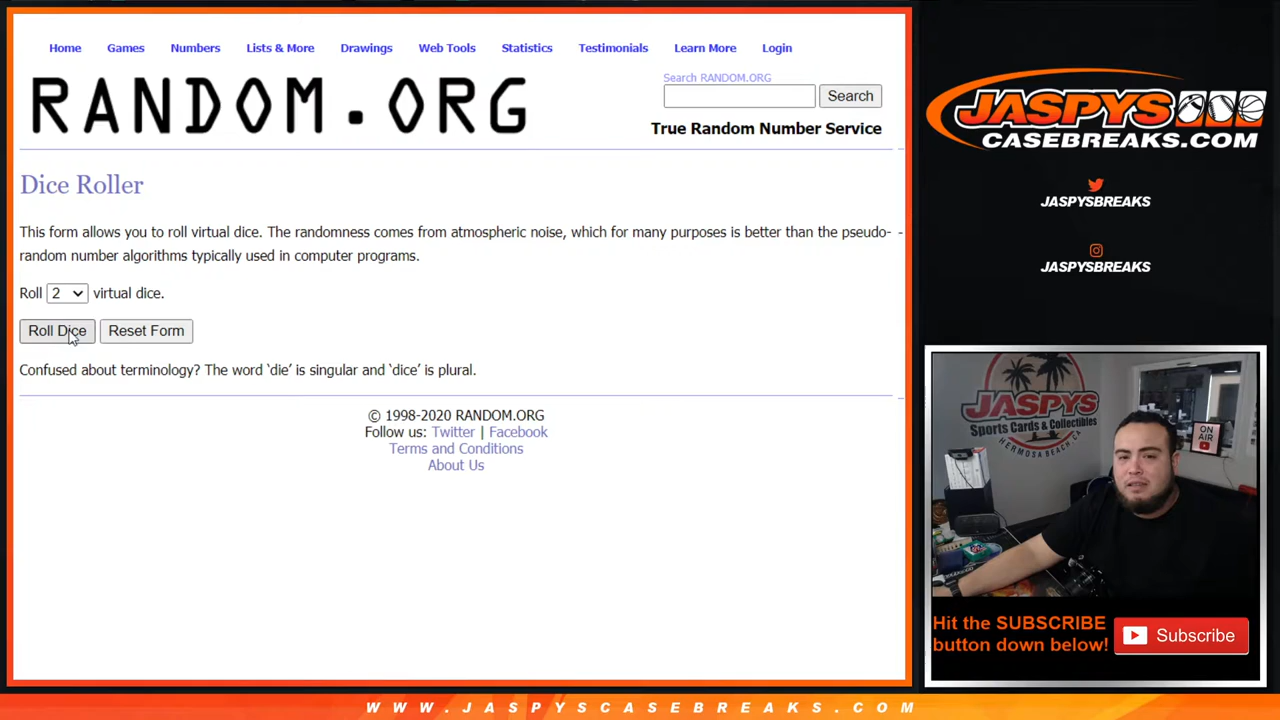 Home Games Numbers Lists & More Drawings Web Tools Statistics Testimonials Learn More Login
RANDOM.ORG
Search RANDOM.ORG
Search
True Random Number Service
Dice Roller
This form allows you to roll virtual dice. The randomness comes from atmospheric noise, which for many purposes is better than the pseudo-
random number algorithms typically used in computer programs.
Roll 2 virtual dice.
Roll Dice Reset Form
Confused about terminology? The word ‘die’ is singular and ‘dice’ is plural.
© 1998-2020 RANDOM.ORG
Follow us: Twitter | Facebook
Terms and Conditions
About Us
JASPYS
CASEBREAKS.COM
JASPYSBREAKS
JASPYSBREAKS
JASPYS
Sports Cards & Collectibles
HERMOSA BEACH, CA
ON
AIR
Hit the SUBSCRIBE
button down below!
Subscribe
WWW.JASPYSCASEBREAKS.COM